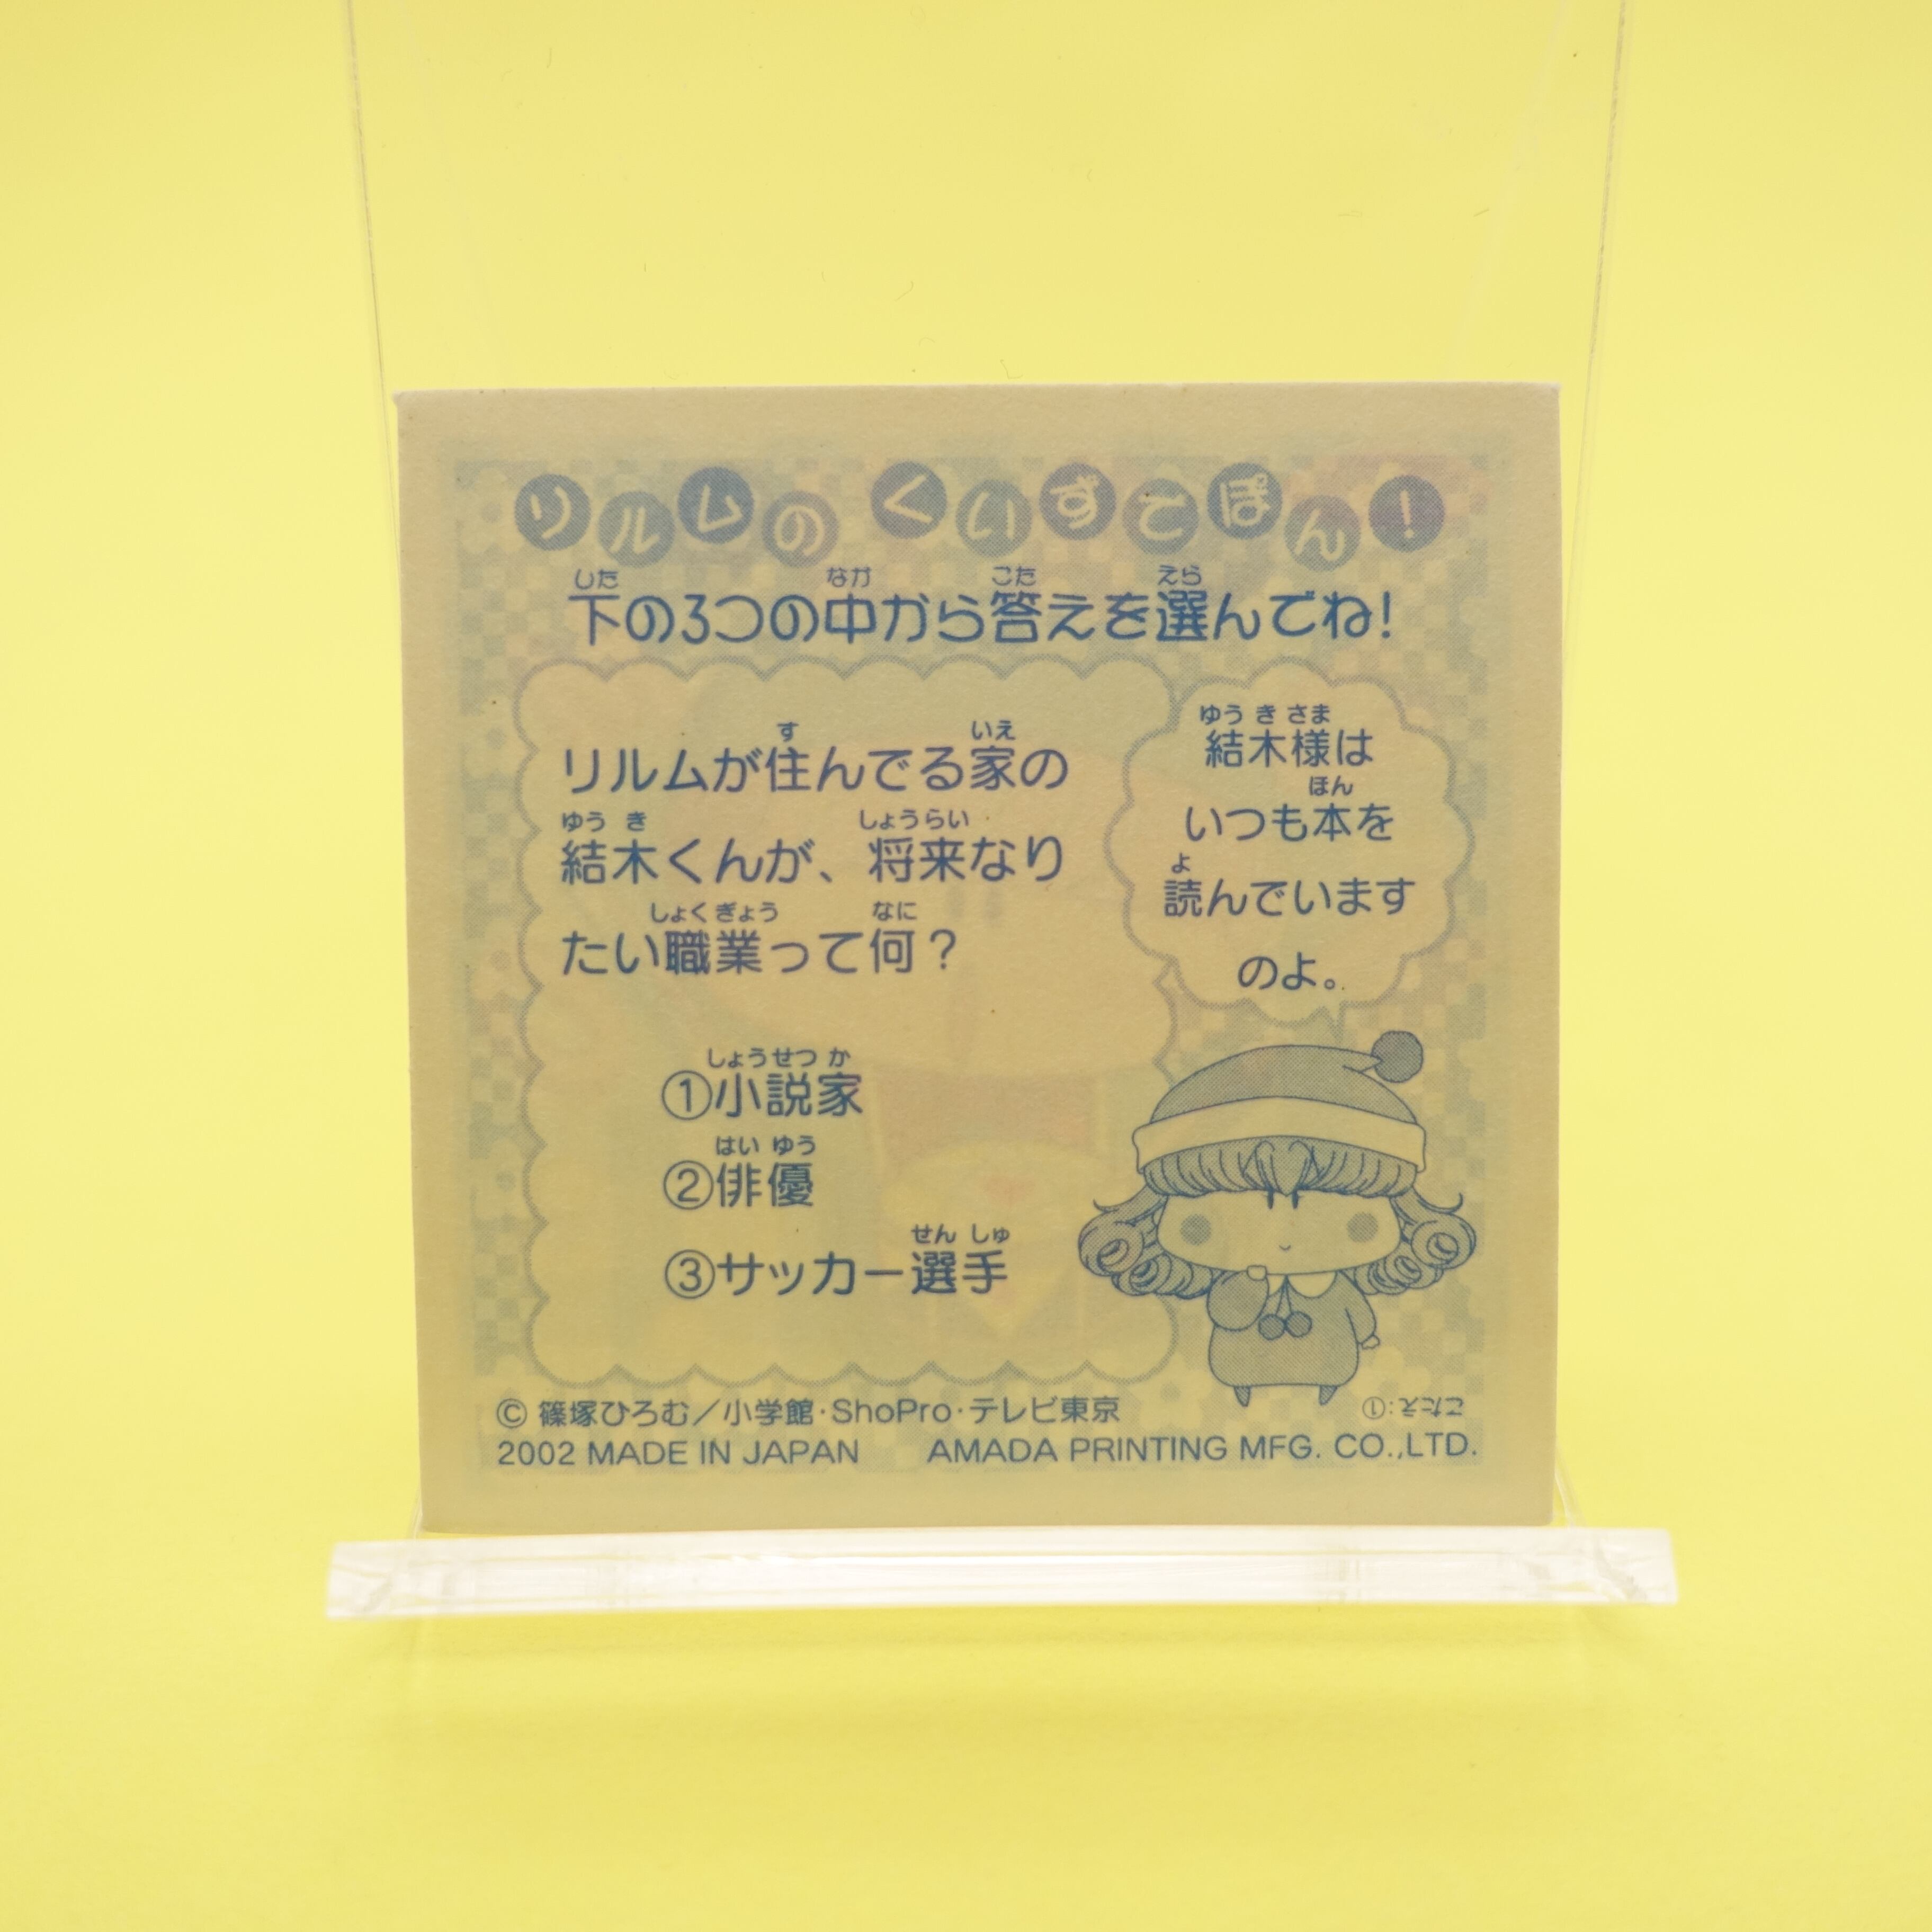 リルムの くいずでぽん!
下の3つの中から答えを選んでね!
リルムが住んでる家の
結木くんが、将来なり
たい職業って何?
①小説家
②俳優
③サッカー選手
結木様は
いつも本を
読んでいます
のよ。
© 篠塚ひろむ/小学館·ShoPro·テレビ東京
こたえ:①
2002 MADE IN JAPAN AMADA PRINTING MFG. CO.,LTD.